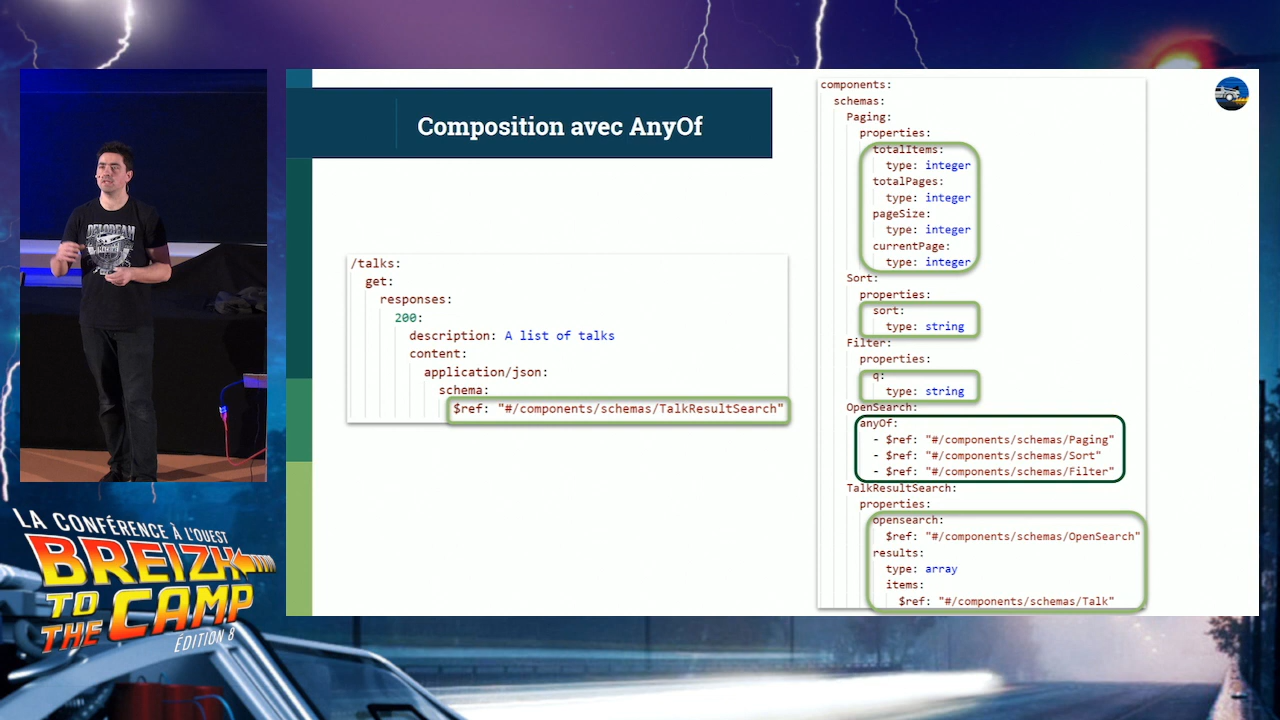 Composition avec AnyOf
/talks:
get:
responses:
200:
description: A list of talks
content:
application/json:
schema:
$ref: "#/components/schemas/TalkResultSearch"
components:
schemas:
Paging:
properties:
totalItems:
type: integer
totalPages:
type: integer
pageSize:
type: integer
currentPage:
type: integer
Sort:
properties:
sort:
type: string
Filter:
properties:
q:
type: string
OpenSearch:
anyOf:
- $ref: "#/components/schemas/Paging"
- $ref: "#/components/schemas/Sort"
- $ref: "#/components/schemas/Filter"
TalkResultSearch:
properties:
opensearch:
$ref: "#/components/schemas/OpenSearch"
results:
type: array
items:
$ref: "#/components/schemas/Talk"
DELOREAN
LA CONFÉRENCE À L'OUEST
BREIZH
TO
THE CAMP
ÉDITION 8